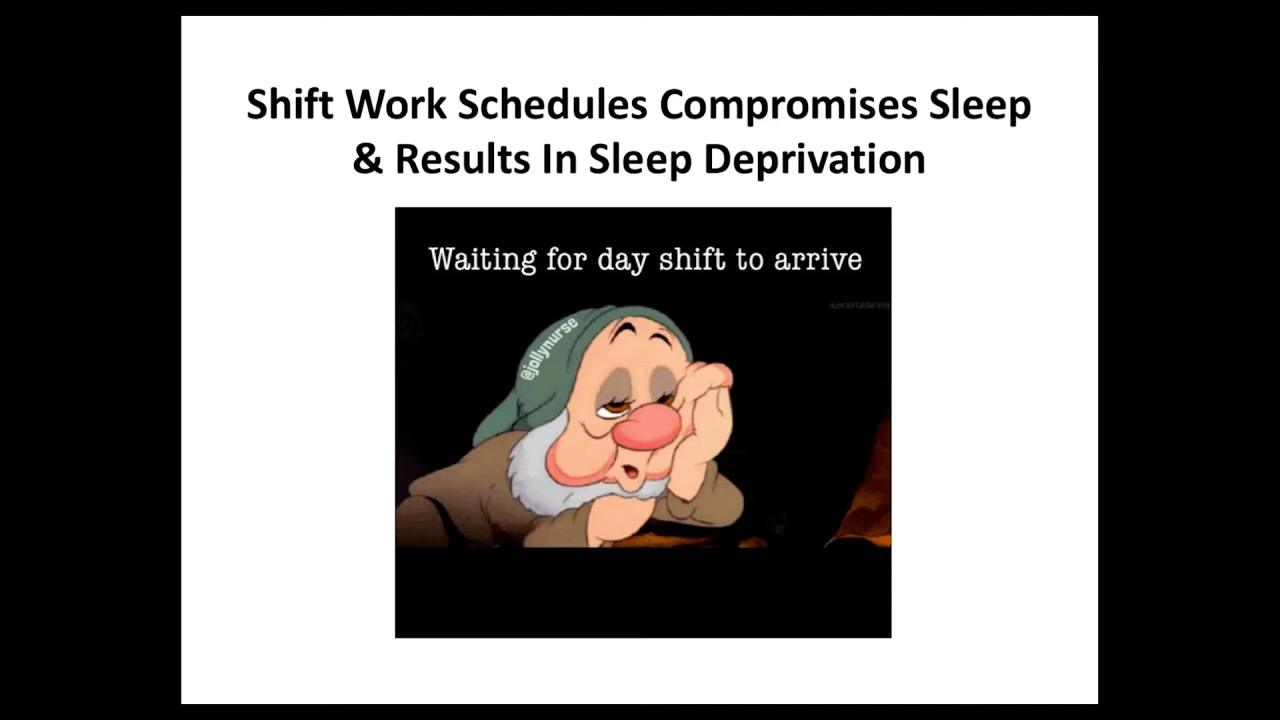 Shift Work Schedules Compromises Sleep
& Results In Sleep Deprivation
Waiting for day shift to arrive
@jollynurse